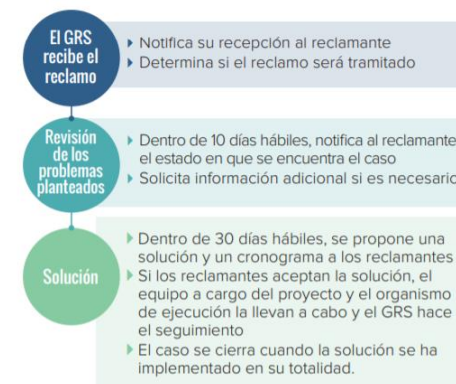 El GRS
recibe el
reclamo
Notifica su recepción al reclamante
Determina si el reclamo será tramitado
Revisión
de los
problemas
planteados
Dentro de 10 días hábiles, notifica al reclamante
el estado en que se encuentra el caso
Solicita información adicional si es necesario
Solución
Dentro de 30 días hábiles, se propone una
solución y un cronograma a los reclamantes
Si los reclamantes aceptan la solución, el
equipo a cargo del proyecto y el organismo
de ejecución la llevan a cabo y el GRS hace
el seguimiento
El caso se cierra cuando la solución se ha
implementado en su totalidad.